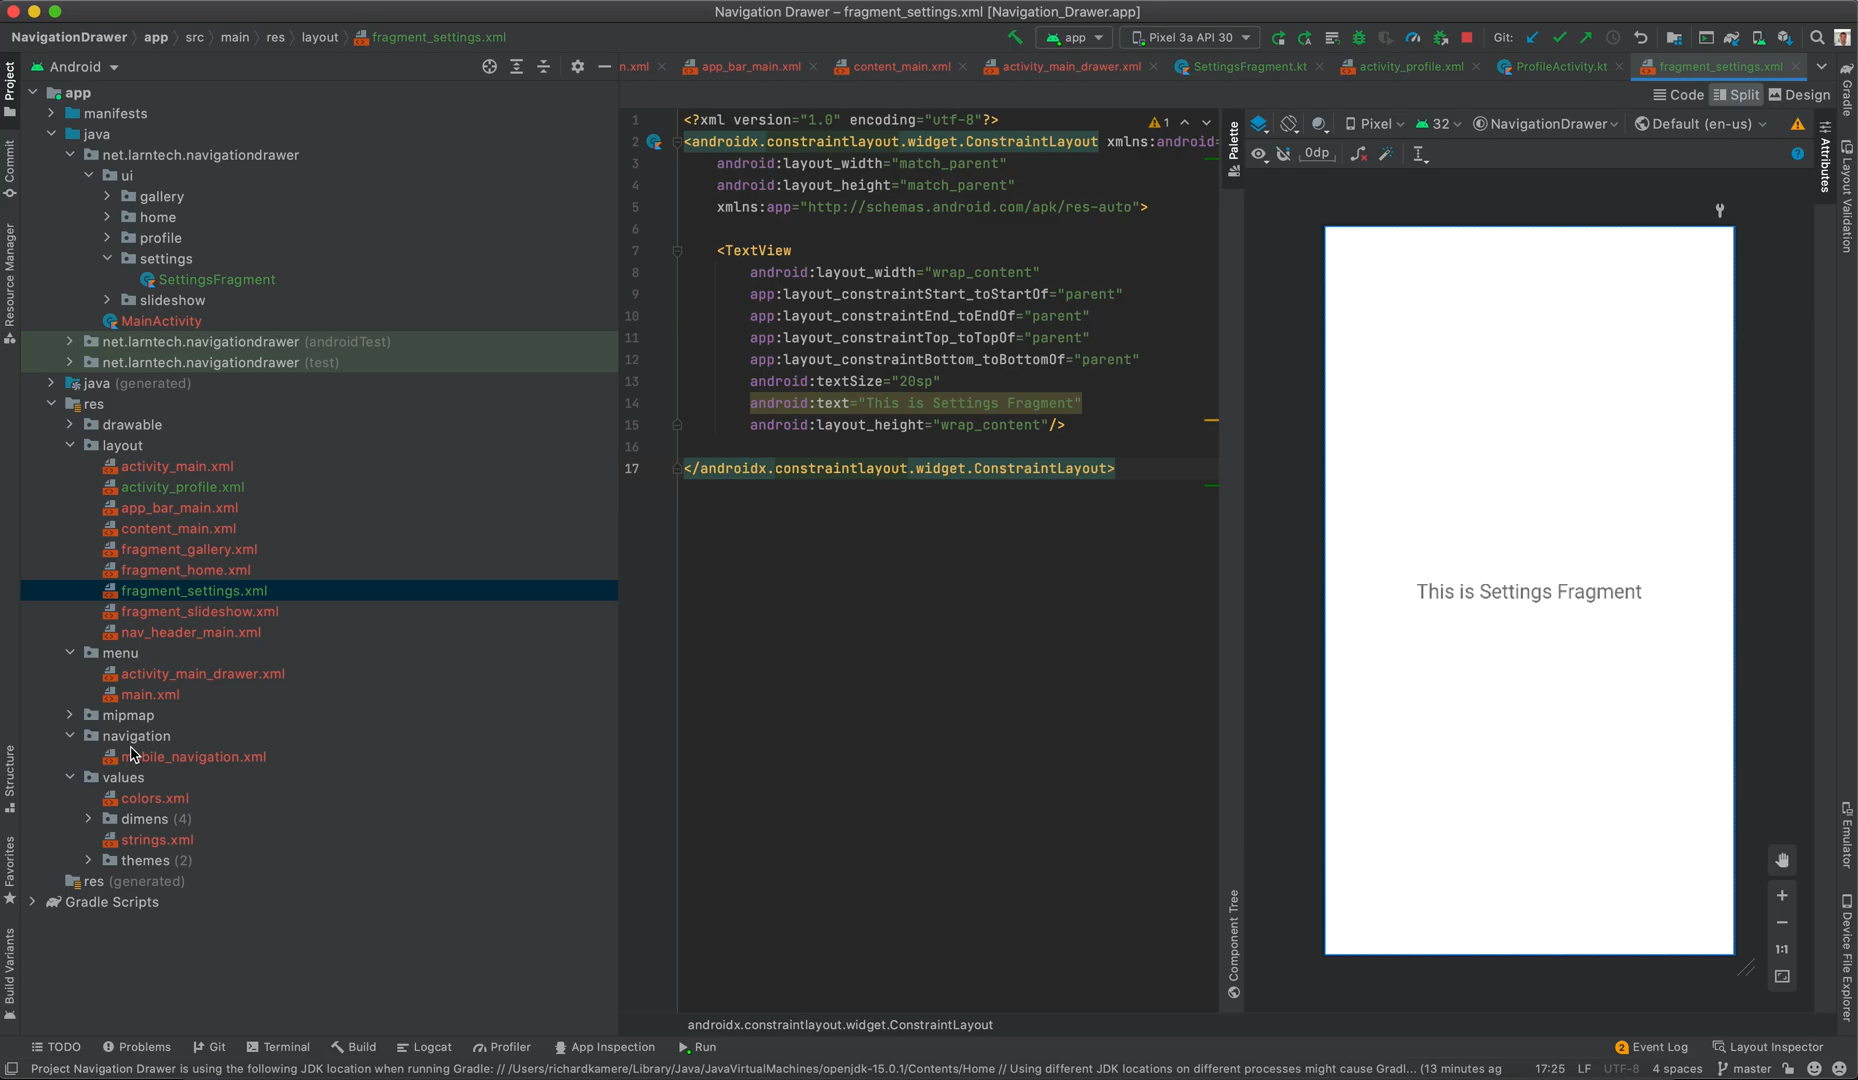 Navigation Drawer – fragment_settings.xml [Navigation_Drawer.app]
NavigationDrawer app src main res layout fragment_settings.xml
app Pixel 3a API 30 Git:
Android
n.xml app_bar_main.xml content_main.xml activity_main_drawer.xml SettingsFragment.kt activity_profile.xml ProfileActivity.kt fragment_settings.xml
Code Split Design
Pixel 32 NavigationDrawer Default (en-us)
0dp
Project
Commit
Resource Manager
Structure
Favorites
Build Variants
app
manifests
java
net.larntech.navigationdrawer
ui
gallery
home
profile
settings
SettingsFragment
slideshow
MainActivity
net.larntech.navigationdrawer (androidTest)
net.larntech.navigationdrawer (test)
java (generated)
res
drawable
layout
activity_main.xml
activity_profile.xml
app_bar_main.xml
content_main.xml
fragment_gallery.xml
fragment_home.xml
fragment_settings.xml
fragment_slideshow.xml
nav_header_main.xml
menu
activity_main_drawer.xml
main.xml
mipmap
navigation
mobile_navigation.xml
values
colors.xml
dimens (4)
strings.xml
themes (2)
res (generated)
Gradle Scripts
1 <?xml version="1.0" encoding="utf-8"?> 1
2 <androidx.constraintlayout.widget.ConstraintLayout xmlns:android=
3 android:layout_width="match_parent"
4 android:layout_height="match_parent"
5 xmlns:app="http://schemas.android.com/apk/res-auto">
6
7 <TextView
8 android:layout_width="wrap_content"
9 app:layout_constraintStart_toStartOf="parent"
10 app:layout_constraintEnd_toEndOf="parent"
11 app:layout_constraintTop_toTopOf="parent"
12 app:layout_constraintBottom_toBottomOf="parent"
13 android:textSize="20sp"
14 android:text="This is Settings Fragment"
15 android:layout_height="wrap_content"/>
16
17 </androidx.constraintlayout.widget.ConstraintLayout>
Palette
Component Tree
This is Settings Fragment
1:1
Attributes
Gradle
Layout Validation
Emulator
Device File Explorer
androidx.constraintlayout.widget.ConstraintLayout
TODO Problems Git Terminal Build Logcat Profiler App Inspection Run 2 Event Log Layout Inspector
Project Navigation Drawer is using the following JDK location when running Gradle: // /Users/richardkamere/Library/Java/JavaVirtualMachines/openjdk-15.0.1/Contents/Home // Using different JDK locations on different processes might cause Gradl... (13 minutes ag 17:25 LF UTF-8 4 spaces master